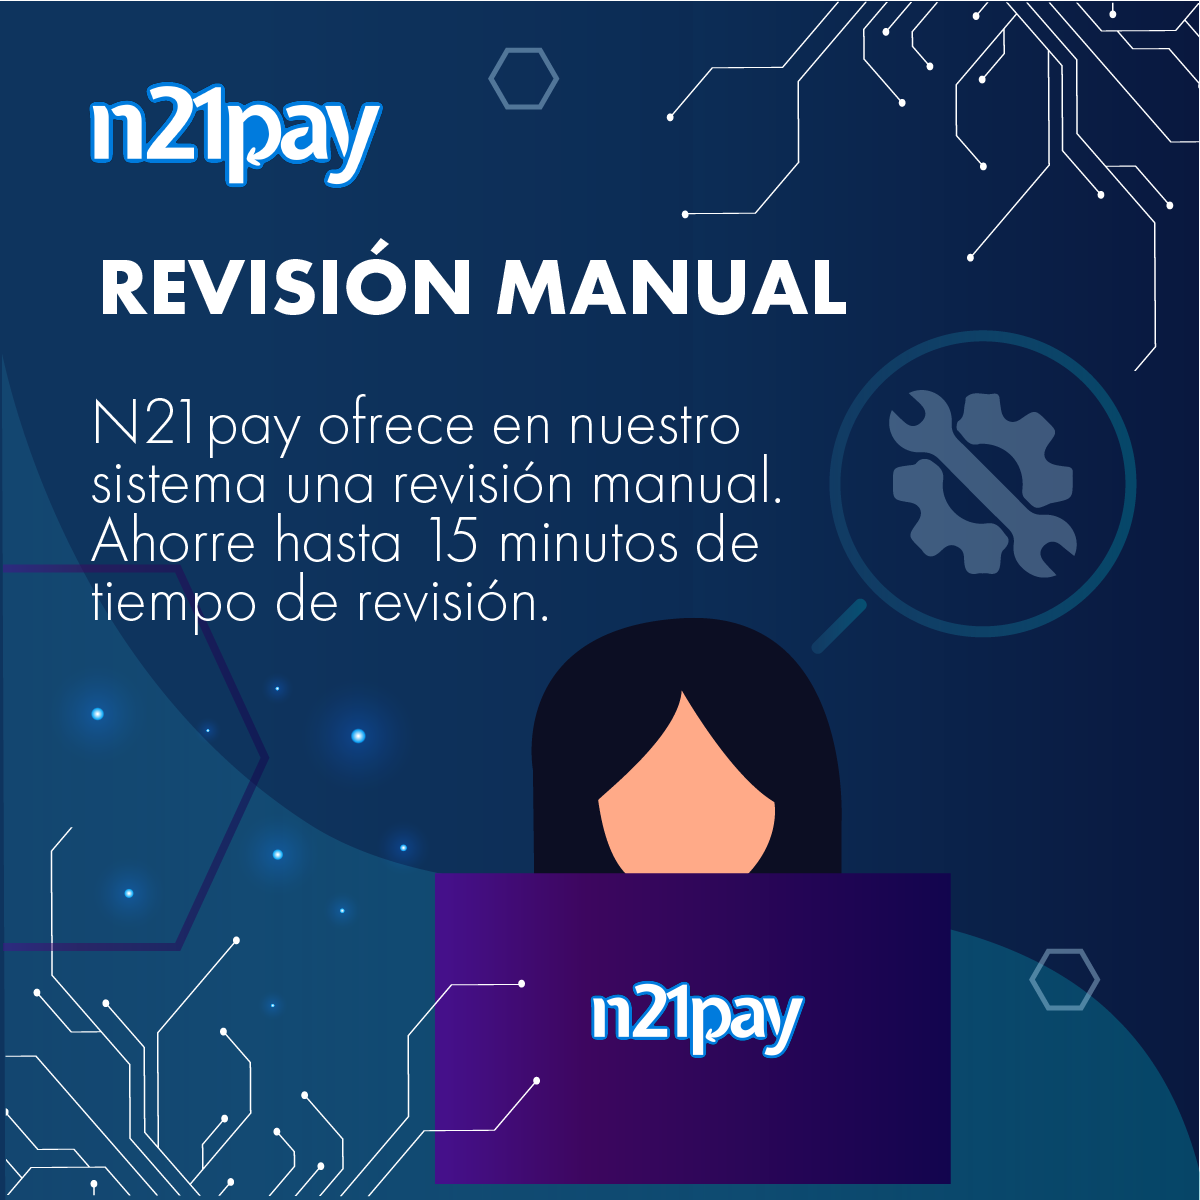 n21pay
REVISIÓN MANUAL
N21pay ofrece en nuestro
sistema una revisión manual.
Ahorre hasta 15 minutos de
tiempo de revisión.
n21pay